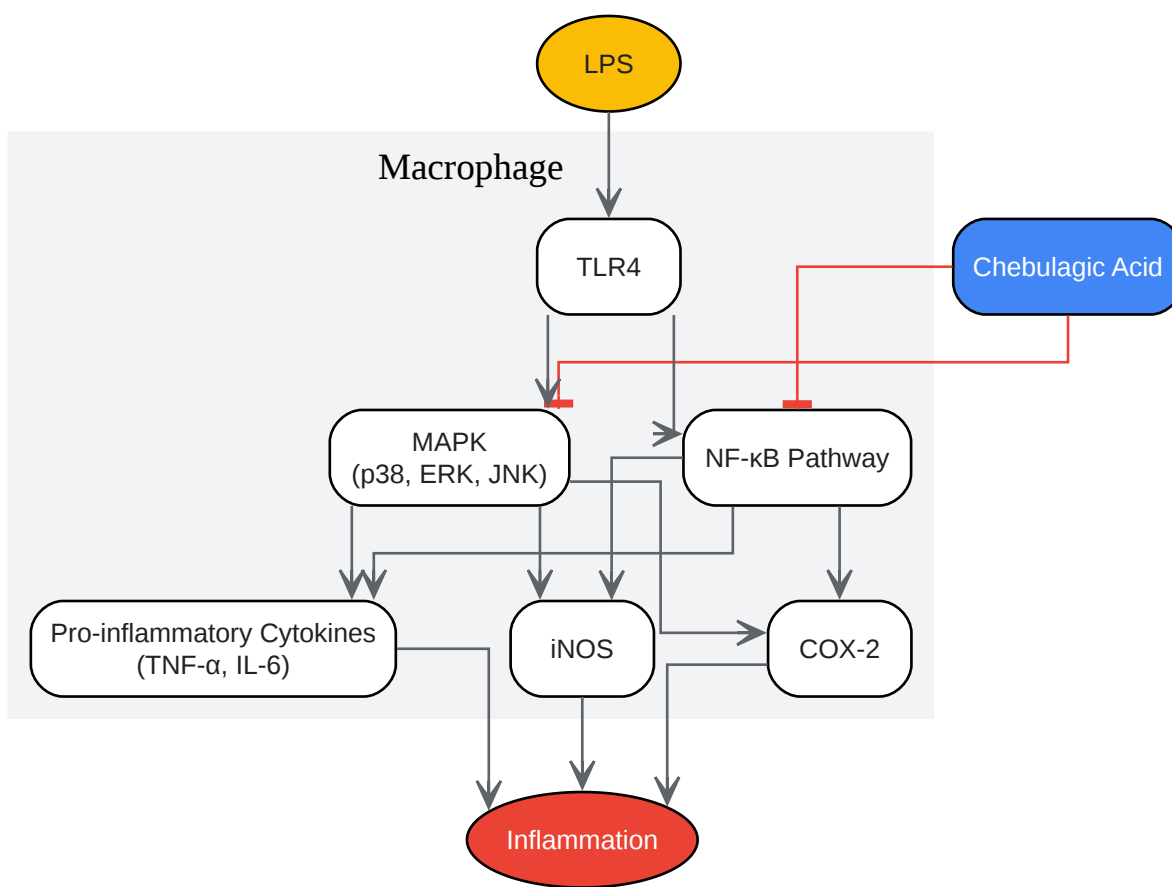 LPS
Macrophage
TLR4
Chebulagic Acid
MAPK
(p38, ERK, JNK)
NF-κB Pathway
Pro-inflammatory Cytokines
(TNF-α, IL-6)
iNOS
COX-2
Inflammation